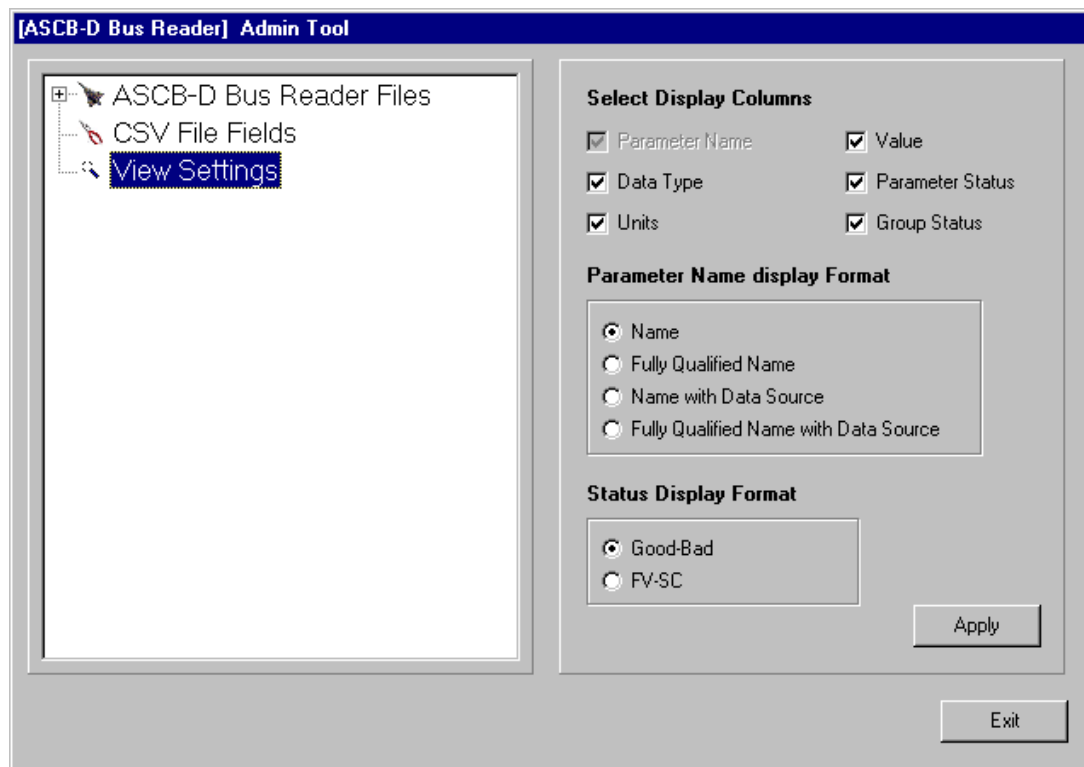 [ASCB-D Bus Reader] Admin Tool
ASCB-D Bus Reader Files
CSV File Fields
View Settings
Select Display Columns
Parameter Name
Value
Data Type
Parameter Status
Units
Group Status
Parameter Name display Format
Name
Fully Qualified Name
Name with Data Source
Fully Qualified Name with Data Source
Status Display Format
Good-Bad
FV-SC
Apply
Exit